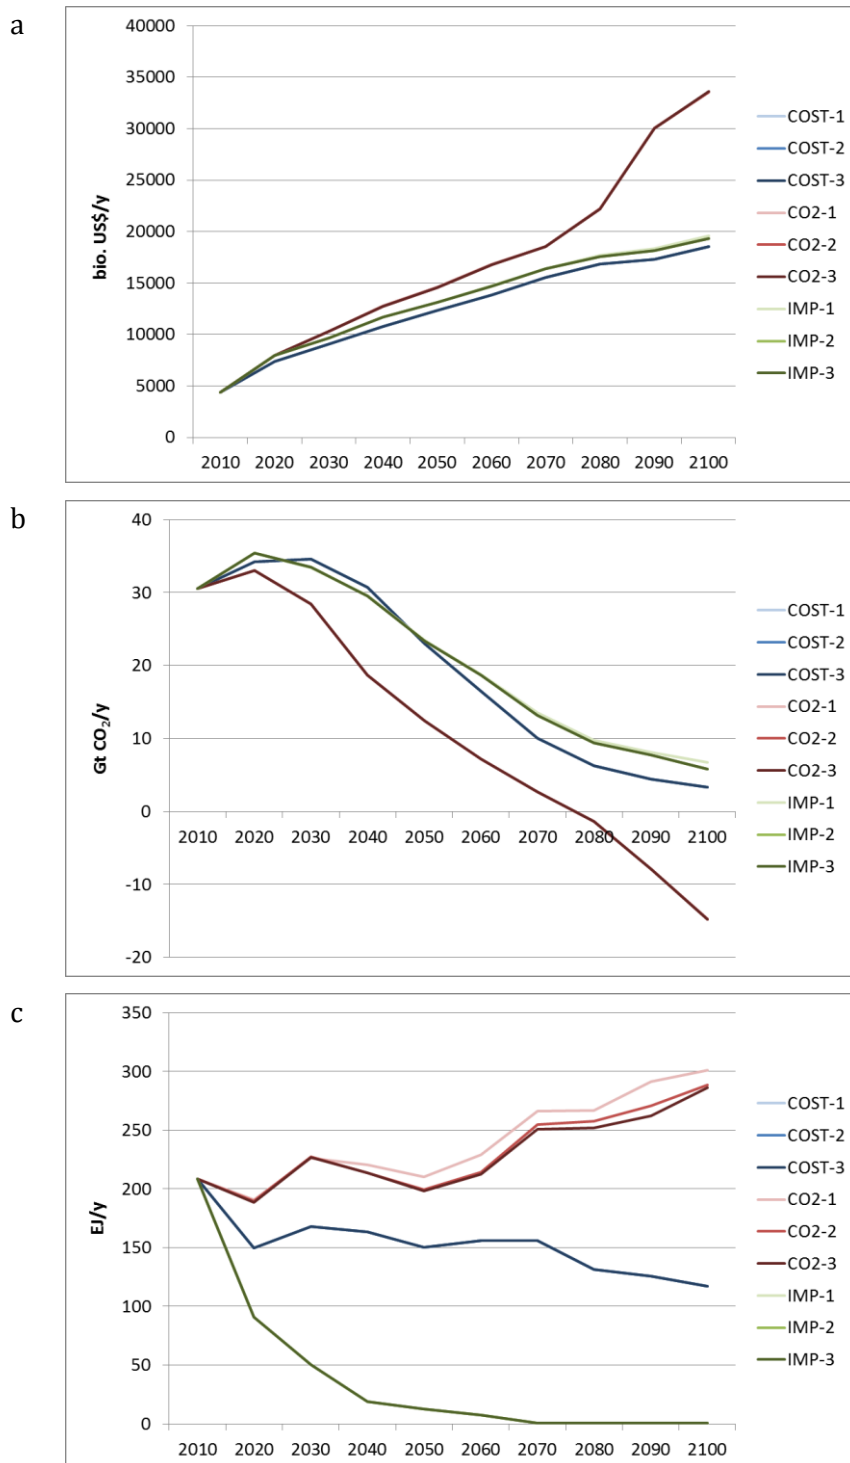 a
40000
35000
30000
25000
20000
15000
10000
5000
0
bio. US$/y
2010 2020 2030 2040 2050 2060 2070 2080 2090 2100
COST-1
COST-2
COST-3
CO2-1
CO2-2
CO2-3
IMP-1
IMP-2
IMP-3
b
40
30
20
10
0
-10
-20
Gt CO₂/y
2010 2020 2030 2040 2050 2060 2070 2080 2090 2100
COST-1
COST-2
COST-3
CO2-1
CO2-2
CO2-3
IMP-1
IMP-2
IMP-3
c
350
300
250
200
150
100
50
0
EJ/y
2010 2020 2030 2040 2050 2060 2070 2080 2090 2100
COST-1
COST-2
COST-3
CO2-1
CO2-2
CO2-3
IMP-1
IMP-2
IMP-3